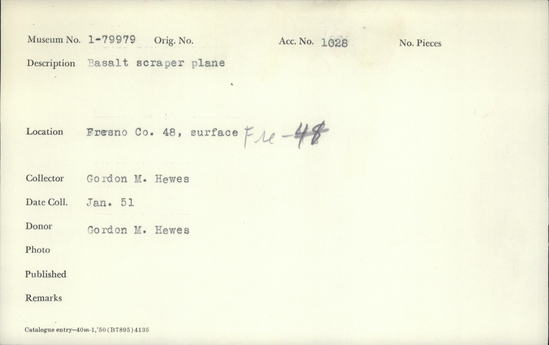 Museum No. 1-79979 Orig. No. Acc. No. 1028 No. Pieces
Description Basalt scraper plane
Location Fresno Co. 48, surface Fre-48
Collector Gordon M. Hewes
Date Coll. Jan. 51
Donor Gordon M. Hewes
Photo
Published
Remarks
Catalogue entry—40m-1,'50(B7895)4135